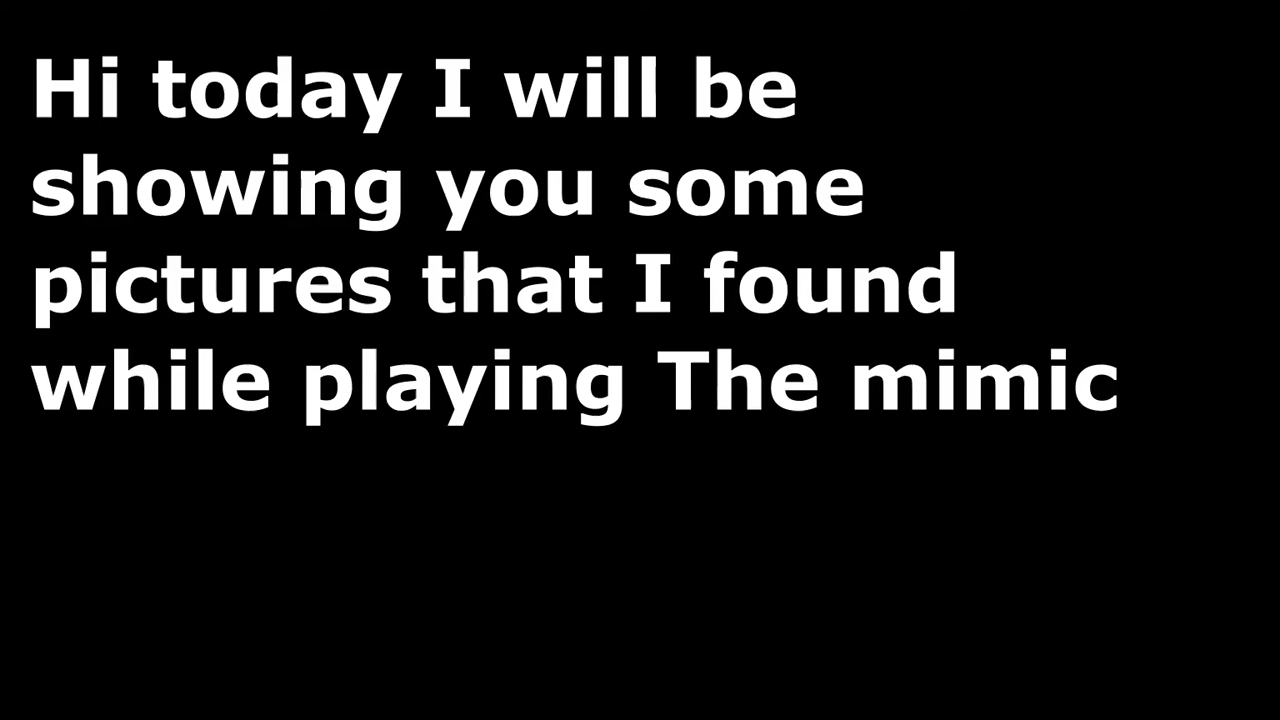 Hi today I will be
showing you some
pictures that I found
while playing The mimic